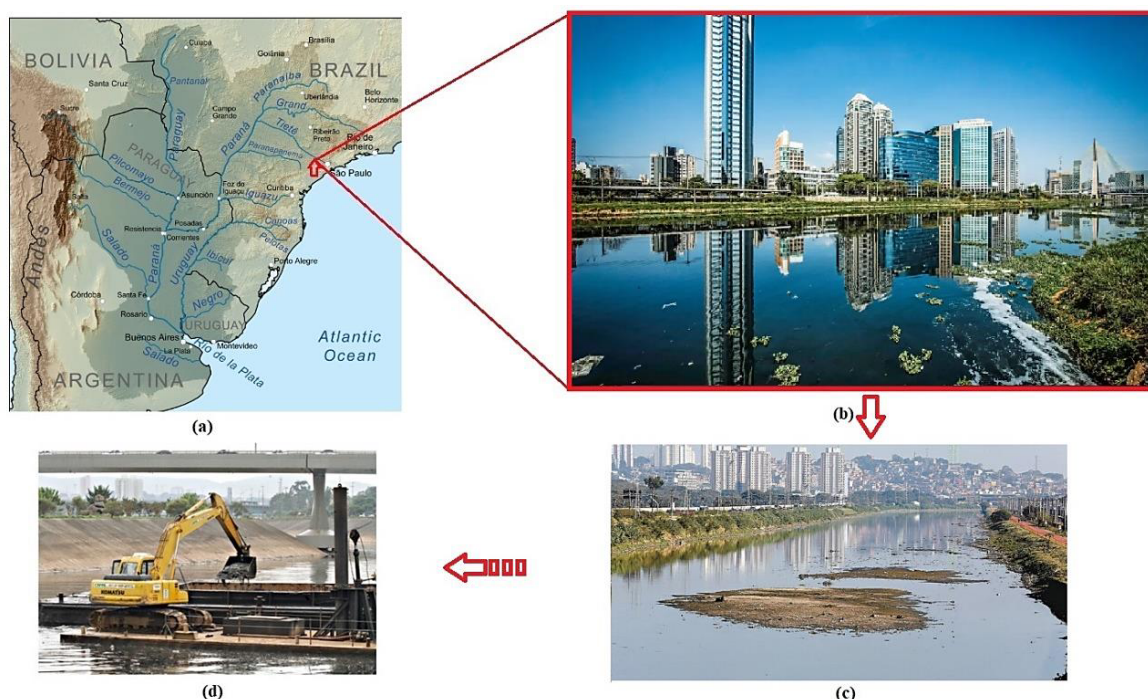 BOLIVIA
Santa Cruz
Sucre
Cuiabá
Pantanal
Goiânia
Brasília
BRAZIL
Paranaíba
Uberlândia
Belo
Horizonte
Campo
Grande
Grand
Tietê
Ribeirão
Preto
Rio de
Janeiro
Paraguay
Paraná
Paranapanema
São Paulo
PARAGUAY
Pilcomayo
Bermejo
Asunción
Foz do
Iguaçu
Iguazu
Curitiba
Salta
Posadas
Resistencia
Corrientes
Canoas
Pelotas
Uruguay
Ibicuí
Porto Alegre
Andes
Salado
Paraná
Córdoba
Santa Fe
Rosario
Negro
URUGUAY
Buenos Aires
La Plata
Montevideo
Río de la Plata
Salado
Atlantic
Ocean
ARGENTINA
(a)
(b)
KOMATSU
(d)
(c)